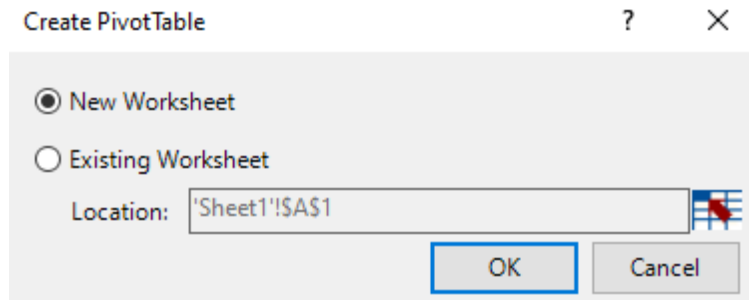 Create PivotTable ? ×
New Worksheet
Existing Worksheet
Location: 'Sheet1'!$A$1
OK Cancel